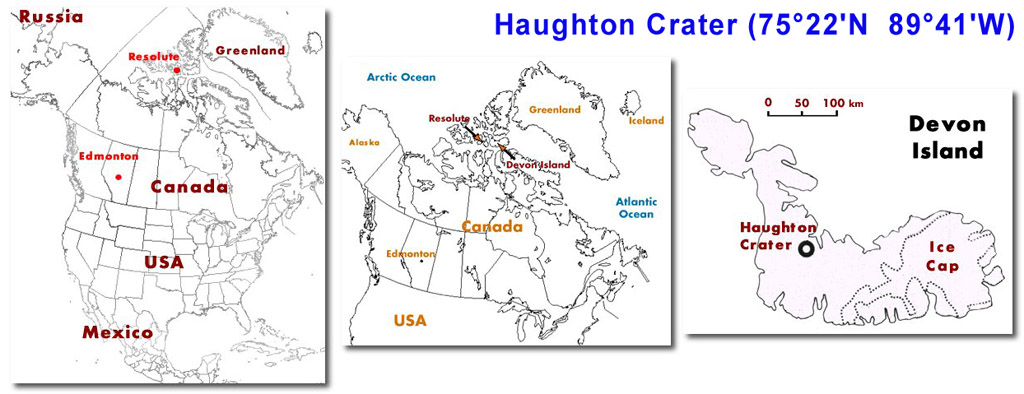 Haughton Crater (75°22'N 89°41'W)
Russia
Greenland
Resolute
Edmonton
Canada
USA
Mexico
Arctic Ocean
Greenland
Iceland
Resolute
Alaska
Devon Island
Atlantic
Ocean
Canada
Edmonton
USA
0 50 100 km
Devon
Island
Haughton
Crater
Ice
Cap